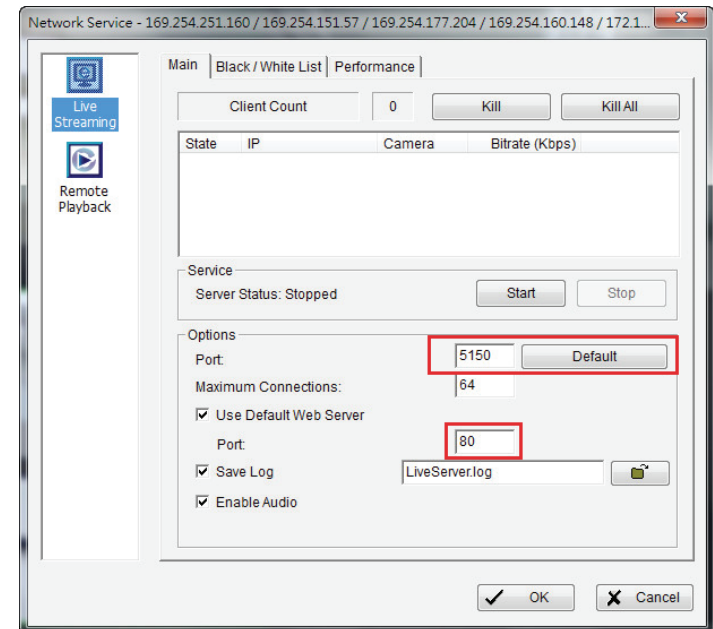 Network Service - 169.254.251.160 / 169.254.151.57 / 169.254.177.204 / 169.254.160.148 / 172.1...
Live
Streaming
Remote
Playback
Main Black / White List Performance
Client Count 0 Kill Kill All
State IP Camera Bitrate (Kbps)
Service
Server Status: Stopped Start Stop
Options
Port: 5150 Default
Maximum Connections: 64
Use Default Web Server
Port: 80
Save Log LiveServer.log
Enable Audio
OK Cancel